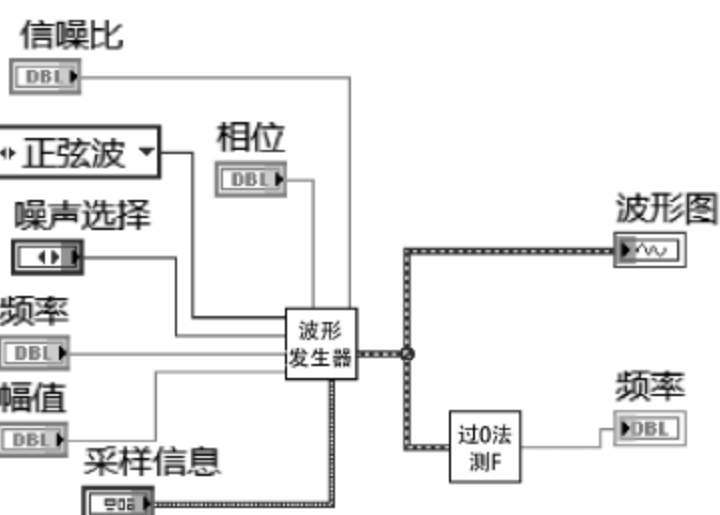 信噪比
DBL
正弦波
相位
DBL
噪声选择
波形图
频率
DBL
波形
发生器
幅值
DBL
频率
DBL
过0法
测F
采样信息